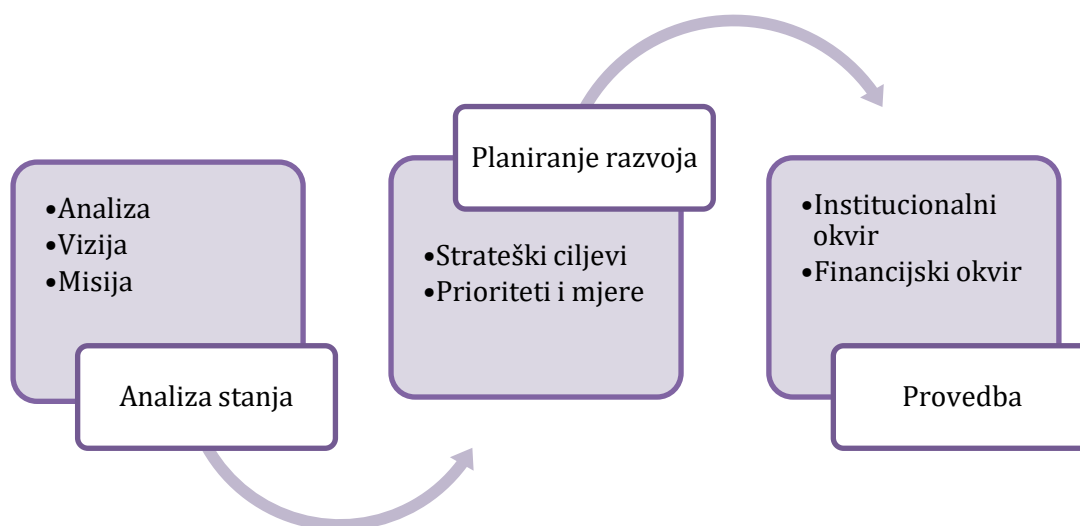 •Analiza
•Vizija
•Misija
Analiza stanja
Planiranje razvoja
•Strateški ciljevi
•Prioriteti i mjere
•Institucionalni
okvir
•Financijski okvir
Provedba